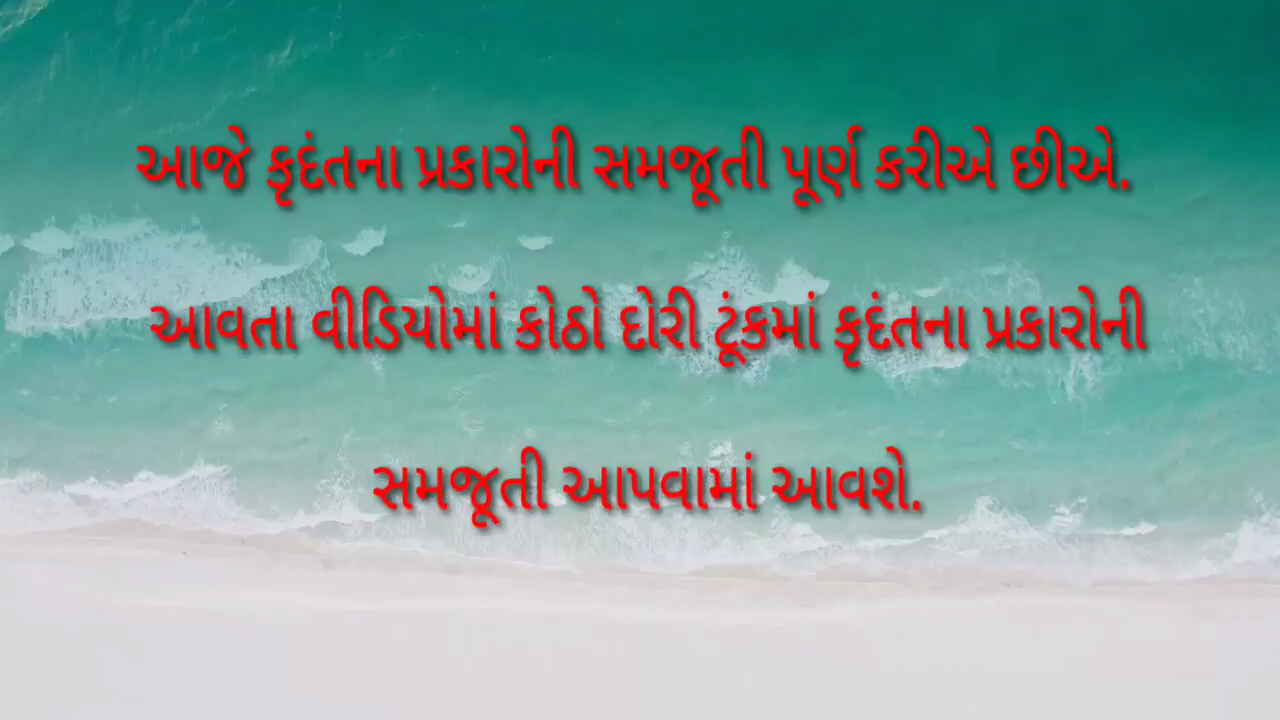 આજે કૃદંતના પ્રકારોની સમજૂતી પૂર્ણ કરીએ છીએ.
આવતા વીડિયોમાં કોઠો દોરી ટૂંકમાં કૃદંતના પ્રકારોની
સમજૂતી આપવામાં આવશે.